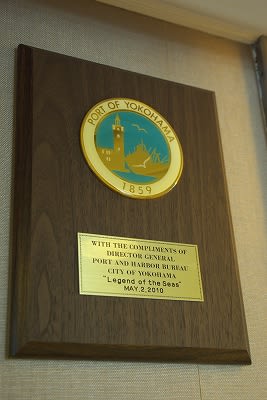 PORT OF YOKOHAMA
1859
WITH THE COMPLIMENTS OF
DIRECTOR GENERAL
PORT AND HARBOR BUREAU
CITY OF YOKOHAMA
"Legend of the Seas"
MAY,2,2010